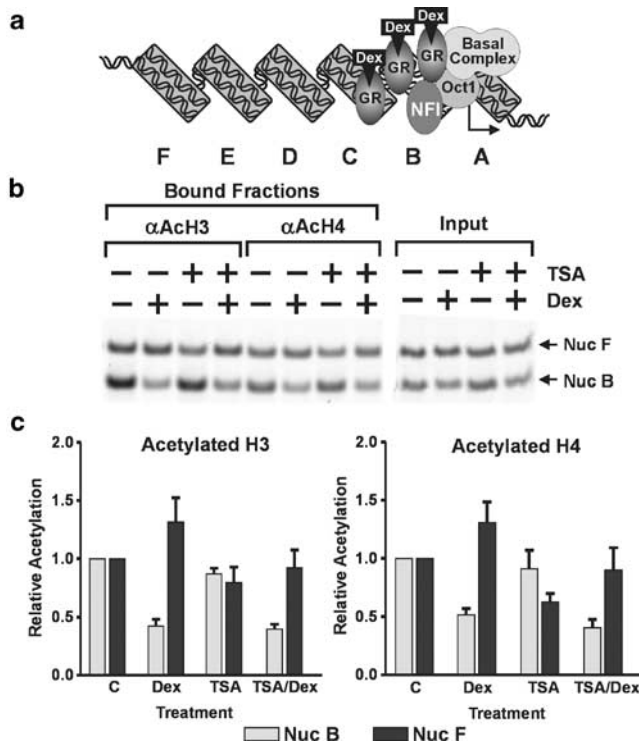 a
Dex
Dex
Dex
GR
GR
GR
Basal
Complex
Oct1
NFI
F E D C B A
b
Bound Fractions
αAcH3 αAcH4 Input
− − + + − − + + − − + + TSA
− + − + − + − + − + − + Dex
Nuc F
Nuc B
c
Acetylated H3
Relative Acetylation
2.0
1.5
1.0
0.5
0.0
C Dex TSA TSA/Dex
Treatment
Acetylated H4
Relative Acetylation
2.0
1.5
1.0
0.5
0.0
C Dex TSA TSA/Dex
Treatment
Nuc B Nuc F